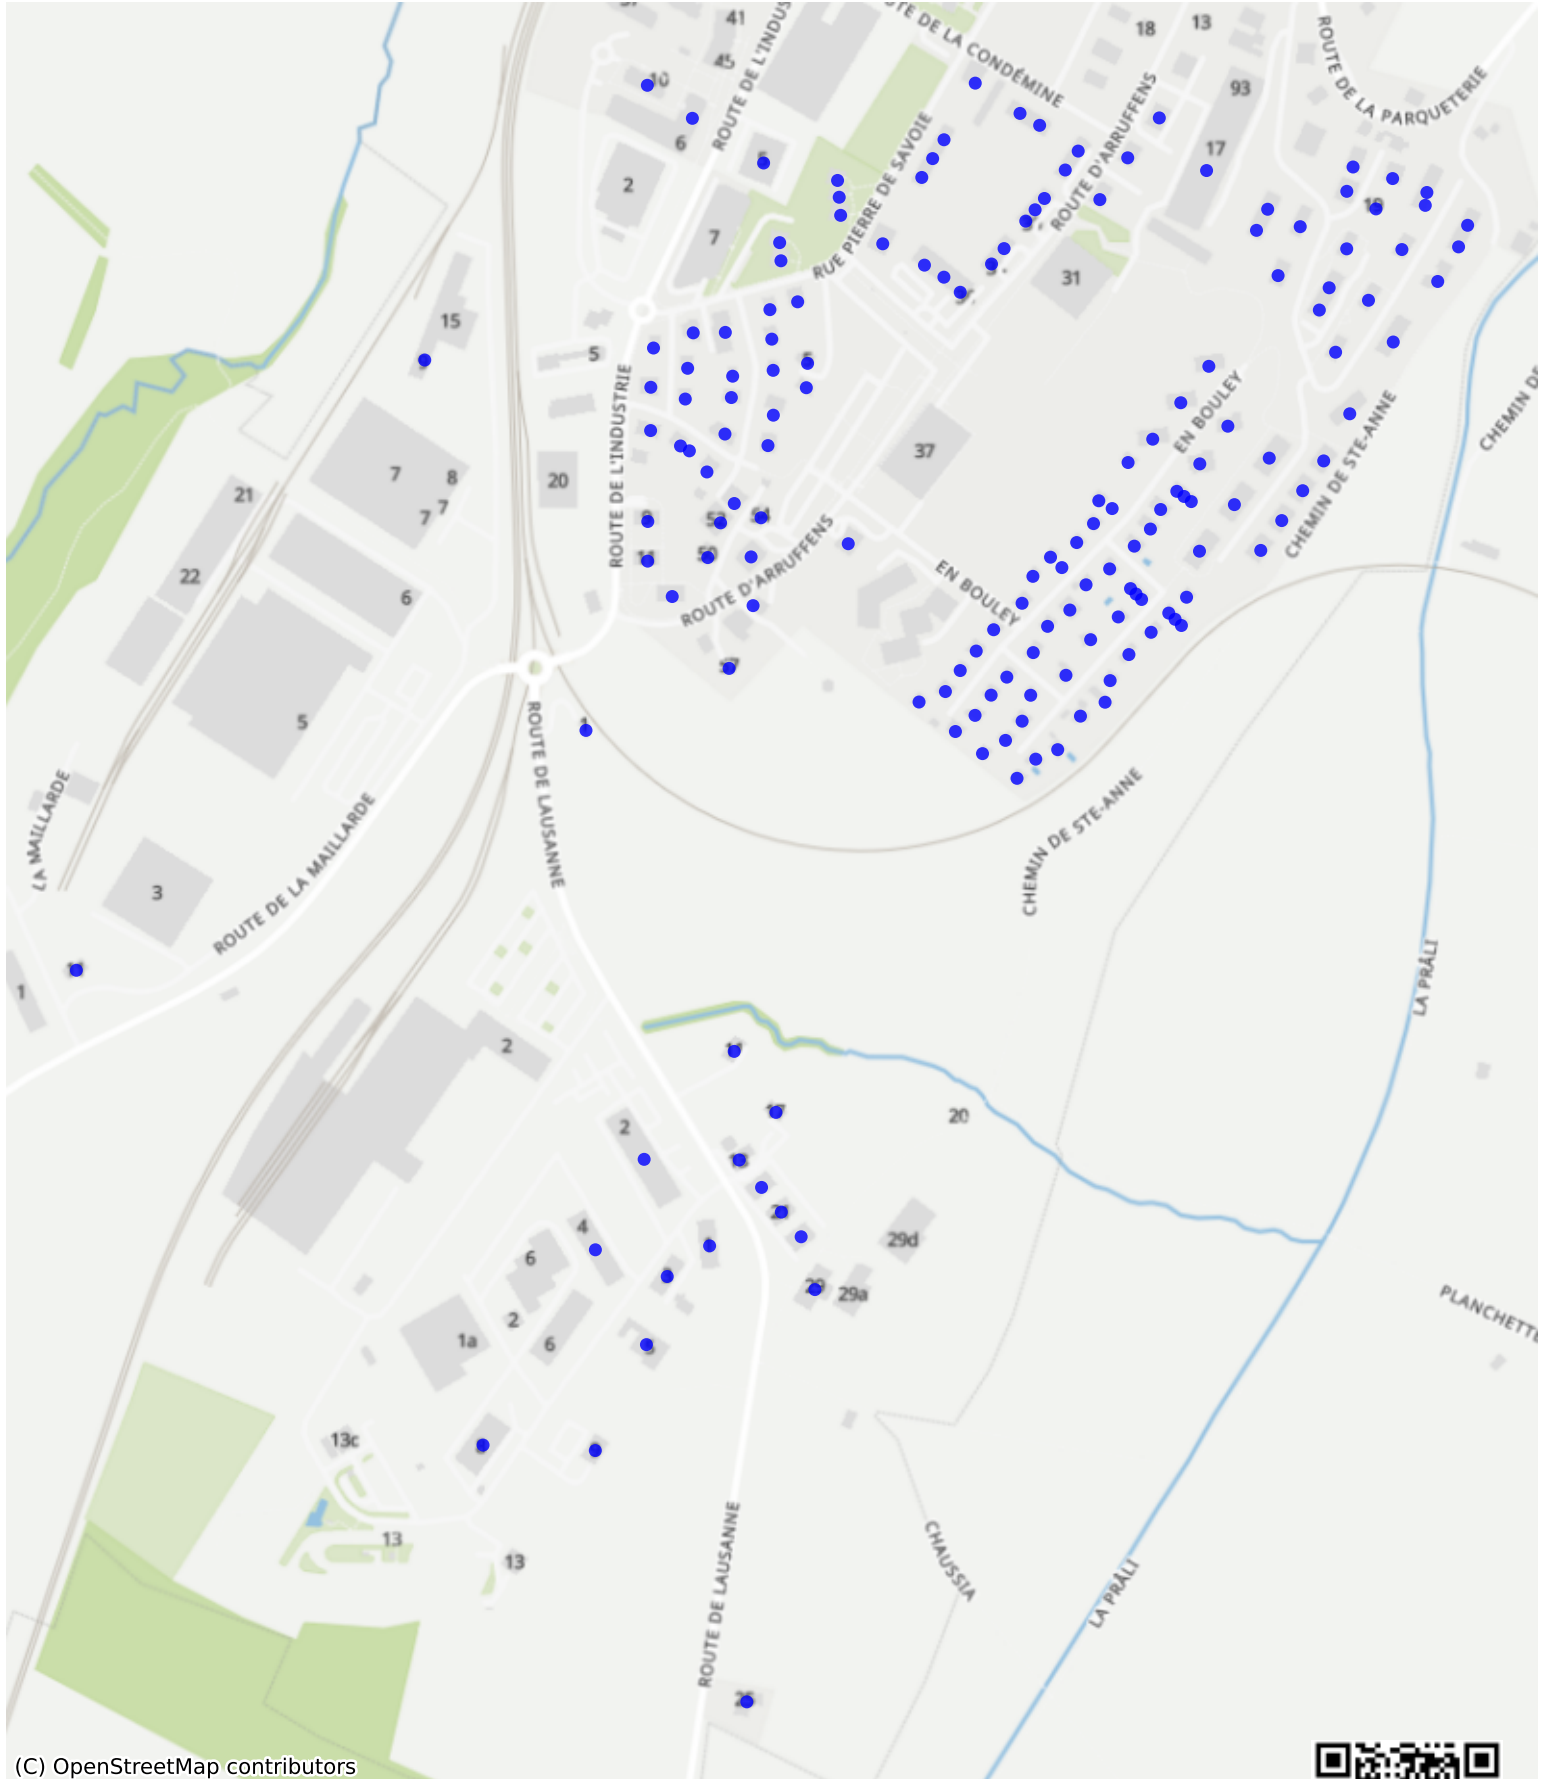 41
18
13
ROUTE DE LA CONDÉMINE
ROUTE DE LA PARQUETERIE
ROUTE DE L'INDUS
45
10
93
6
5
17
2
ROUTE D'ARRUFFENS
RUE PIERRE DE SAVOIE
7
31
15
5
EN BOULEY
CHEMIN DE
CHEMIN DE STE-ANNE
ROUTE DE L'INDUSTRIE
37
7
8
7
7
20
21
22
6
ROUTE D'ARRUFFENS
EN BOULEY
5
ROUTE DE LAUSANNE
LA MAILLARDE
ROUTE DE LA MAILLARDE
CHEMIN DE STE-ANNE
3
1
LA PRÂLI
2
2
20
4
6
29d
29a
2
6
1a
PLANCHETTE
13c
13
13
CHAUSSIA
LA PRÂLI
ROUTE DE LAUSANNE
(C) OpenStreetMap contributors